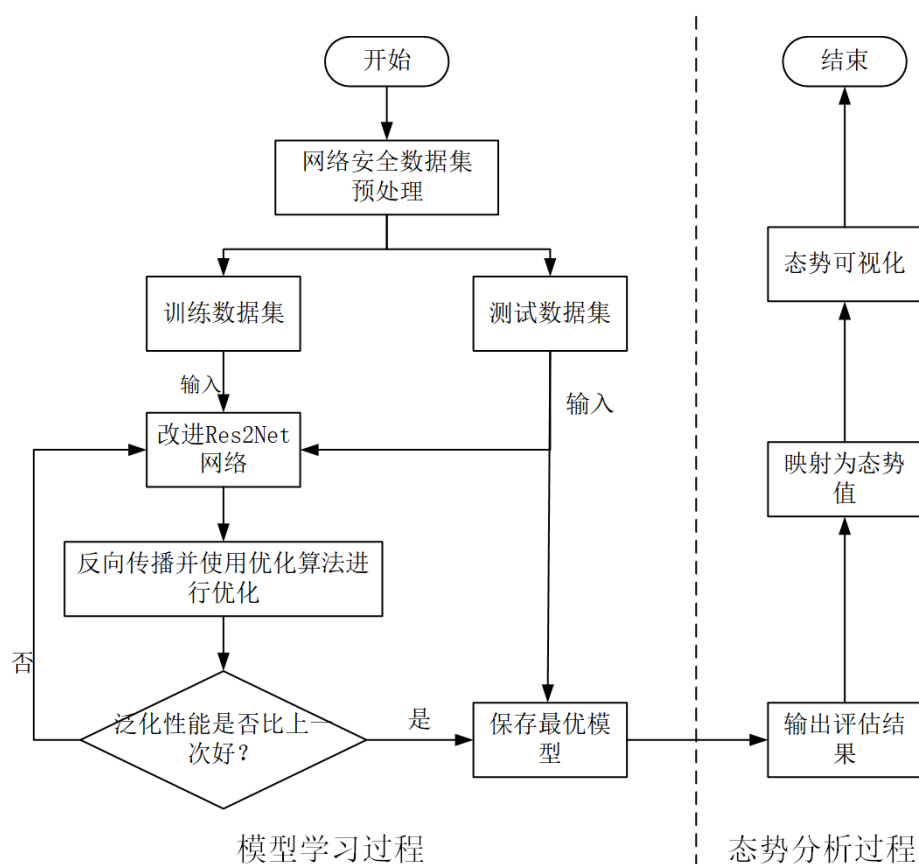 开始
结束
网络安全数据集
预处理
态势可视化
训练数据集
测试数据集
输入
输入
改进Res2Net
网络
映射为态势
值
反向传播并使用优化算法进
行优化
否
泛化性能是否比上一
次好？
是
保存最优模
型
输出评估结
果
模型学习过程
态势分析过程